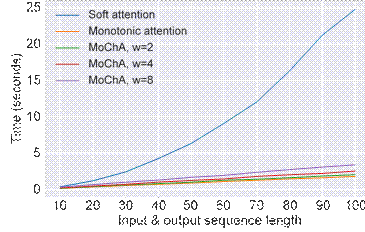 25
20
15
10
5
0
Time (seconds)
Soft attention
Monotonic attention
MoChA, w=2
MoChA, w=4
MoChA, w=8
10 20 30 40 50 60 70 80 90 100
Input & output sequence length